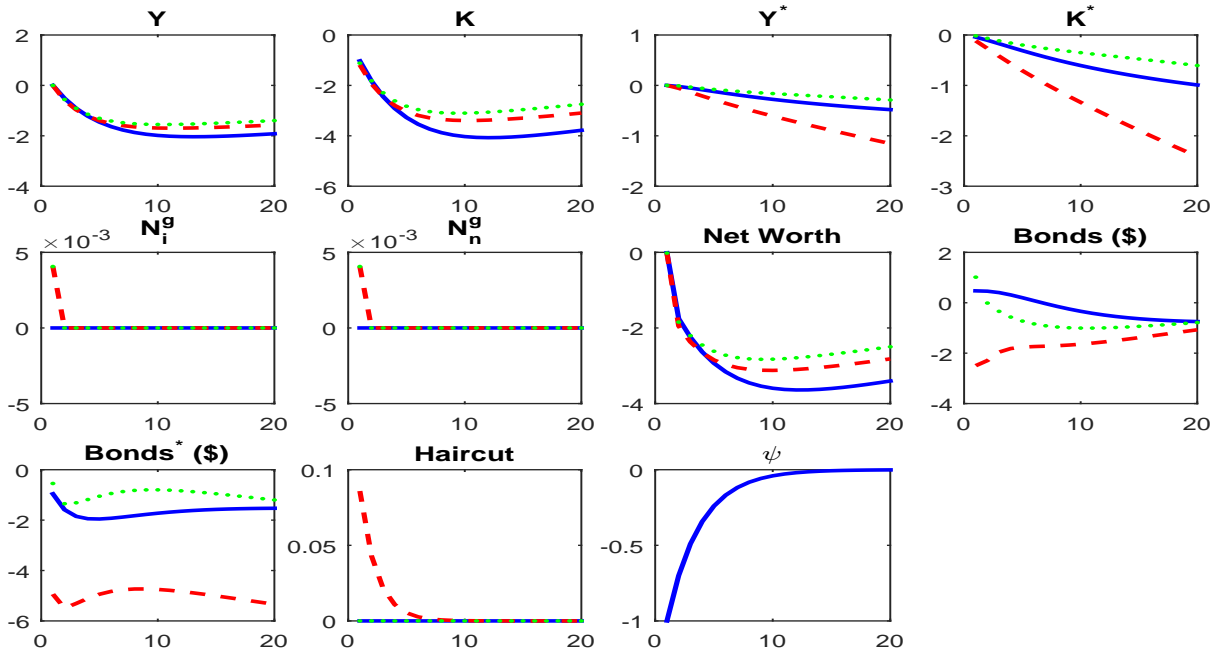 Y K Y* K*
2 0 1 0
0 -2 0 -1
-2 -4 -1 -2
-4 -6 -2 -3
0 10 20 0 10 20 0 10 20 0 10 20
N_i^g N_n^g Net Worth Bonds ($)
5 ×10^-3 5 ×10^-3 0 2
0 0 -2 0
-2
-5 -5 -4 -4
0 10 20 0 10 20 0 10 20 0 10 20
Bonds* ($) Haircut ψ
0 0.1 0
-2 0.05 -0.5
-4
-6 0 -1
0 10 20 0 10 20 0 10 20